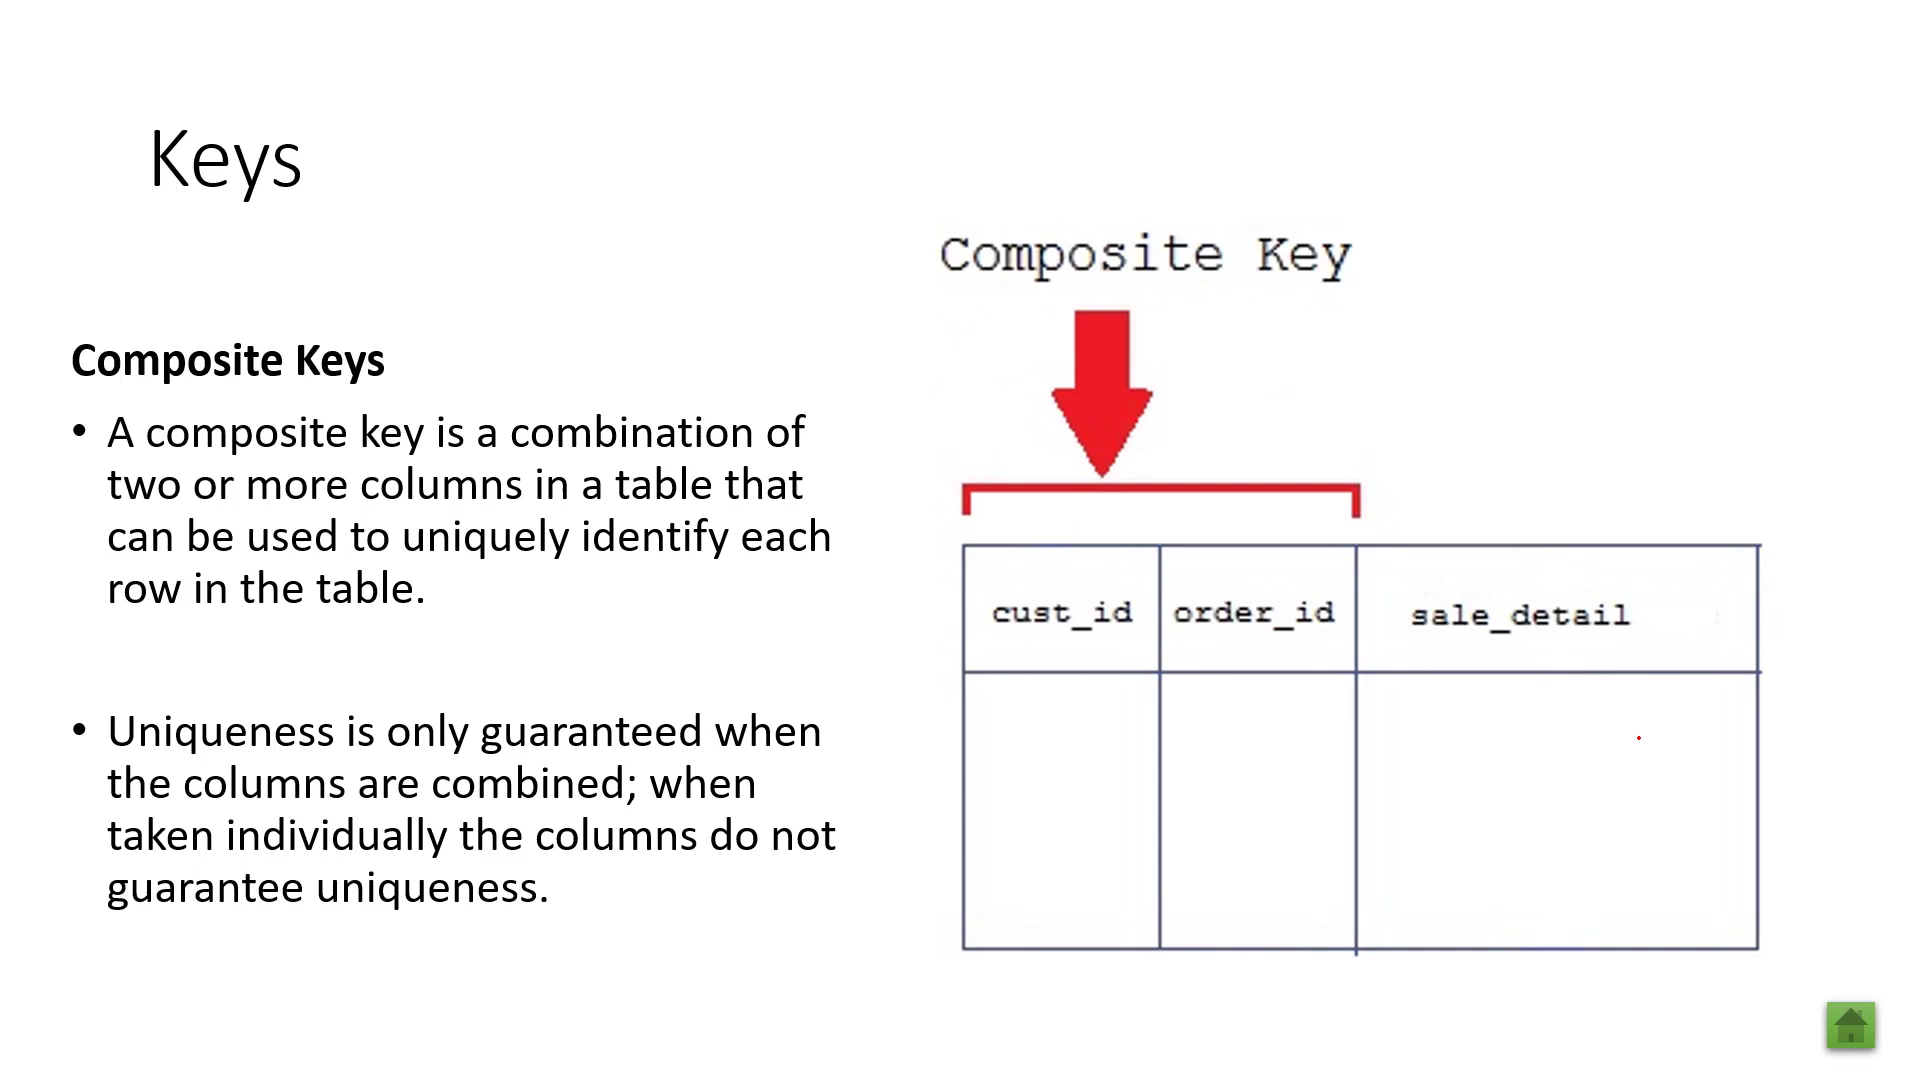 Keys
Composite Keys
• A composite key is a combination of
two or more columns in a table that
can be used to uniquely identify each
row in the table.
• Uniqueness is only guaranteed when
the columns are combined; when
taken individually the columns do not
guarantee uniqueness.
Composite Key
cust_id order_id sale_detail